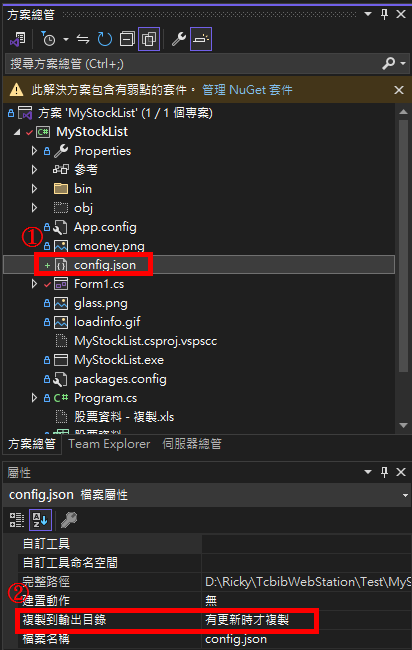 方案總管
搜尋方案總管 (Ctrl+;)
此解決方案包含有弱點的套件。 管理 NuGet 套件
方案 'MyStockList' (1 / 1 個專案)
MyStockList
Properties
參考
bin
obj
App.config
①
cmoney.png
config.json
Form1.cs
glass.png
loadinfo.gif
MyStockList.csproj.vspscc
MyStockList.exe
packages.config
Program.cs
股票資料 - 複製.xls
方案總管 Team Explorer 伺服器總管
屬性
config.json 檔案屬性
自訂工具
自訂工具命名空間
完整路徑 D:\Ricky\TcbibWebStation\Test\MyS
②
建置動作 無
複製到輸出目錄 有更新時才複製
檔案名稱 config.json